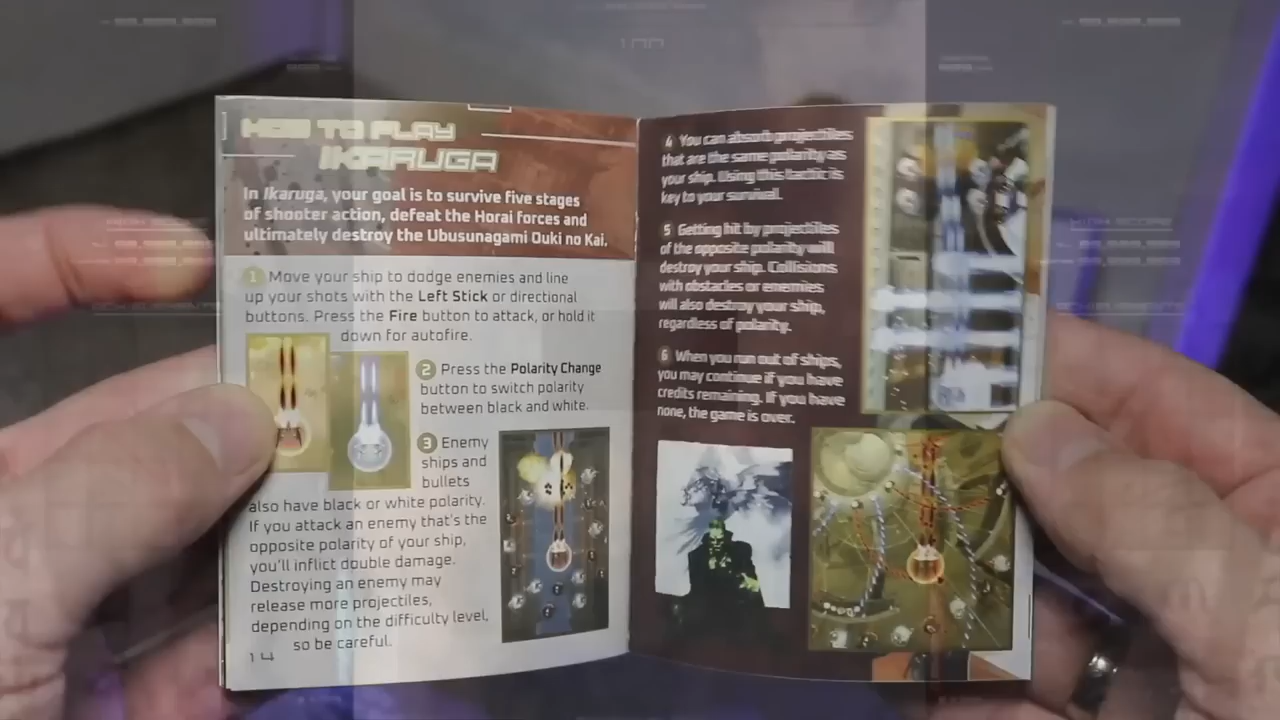 HOW TO PLAY
IKARUGA
In Ikaruga, your goal is to survive five stages
of shooter action, defeat the Horai forces and
ultimately destroy the Ubusunagami Ouki no Kai.
1 Move your ship to dodge enemies and line
up your shots with the Left Stick or directional
buttons. Press the Fire button to attack, or hold it
down for autofire.
2 Press the Polarity Change
button to switch polarity
between black and white.
3 Enemy
ships and
bullets
also have black or white polarity.
If you attack an enemy that's the
opposite polarity of your ship,
you'll inflict double damage.
Destroying an enemy may
release more projectiles,
depending on the difficulty level,
so be careful.
14
4 You can absorb projectiles
that are the same polarity as
your ship. Using this tactic is
key to your survival.
5 Getting hit by projectiles
of the opposite polarity will
destroy your ship. Collisions
with obstacles or enemies
will also destroy your ship,
regardless of polarity.
6 When you run out of ships,
you may continue if you have
credits remaining. If you have
none, the game is over.
100
HIGH SCORE